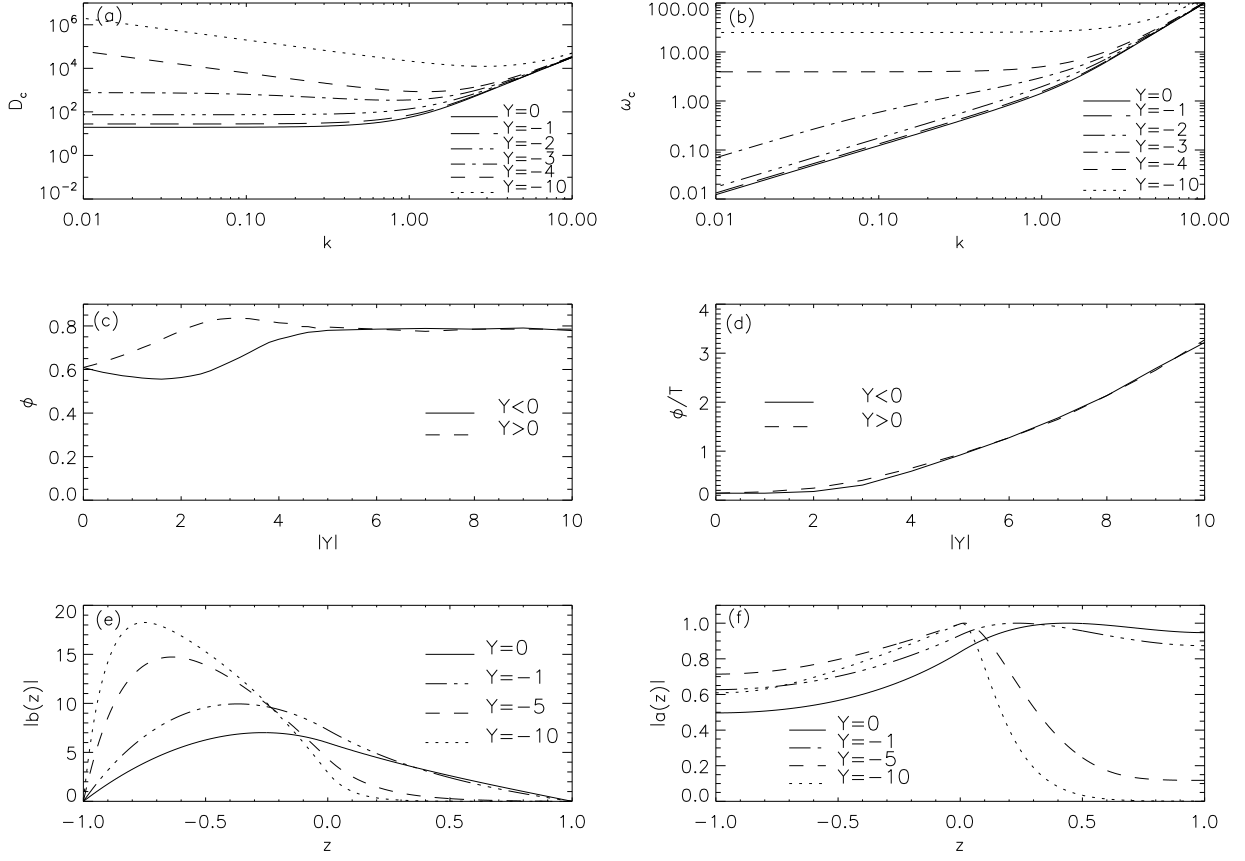 (a)
10^6
10^4
10^2
10^0
10^-2
D_c
Y=0
Y=-1
Y=-2
Y=-3
Y=-4
Y=-10
0.01 0.10 1.00 10.00
k
(b)
100.00
10.00
1.00
0.10
0.01
ω_c
Y=0
Y=-1
Y=-2
Y=-3
Y=-4
Y=-10
0.01 0.10 1.00 10.00
k
(c)
0.8
0.6
0.4
0.2
0.0
φ
Y<0
Y>0
0 2 4 6 8 10
|Y|
(d)
4
3
2
1
0
φ/T
Y<0
Y>0
0 2 4 6 8 10
|Y|
(e)
20
15
10
5
0
|b(z)|
Y=0
Y=-1
Y=-5
Y=-10
-1.0 -0.5 0.0 0.5 1.0
z
(f)
1.0
0.8
0.6
0.4
0.2
0.0
|a(z)|
Y=0
Y=-1
Y=-5
Y=-10
-1.0 -0.5 0.0 0.5 1.0
z